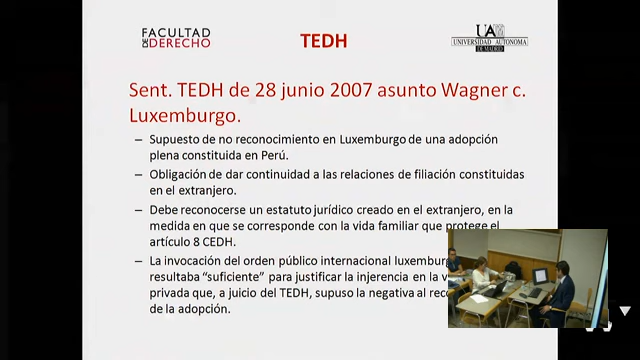 FACULTAD
DE DERECHO
TEDH
UA
UNIVERSIDAD AUTONOMA
DE MADRID
Sent. TEDH de 28 junio 2007 asunto Wagner c.
Luxemburgo.
– Supuesto de no reconocimiento en Luxemburgo de una adopción
plena constituida en Perú.
– Obligación de dar continuidad a las relaciones de filiación constituidas
en el extranjero.
– Debe reconocerse un estatuto jurídico creado en el extranjero, en la
medida en que se corresponde con la vida familiar que protege el
artículo 8 CEDH.
– La invocación del orden público internacional
resultaba “suficiente” para justificar la injerencia en la
privada que, a juicio del TEDH, supuso la negativa al
de la adopción.